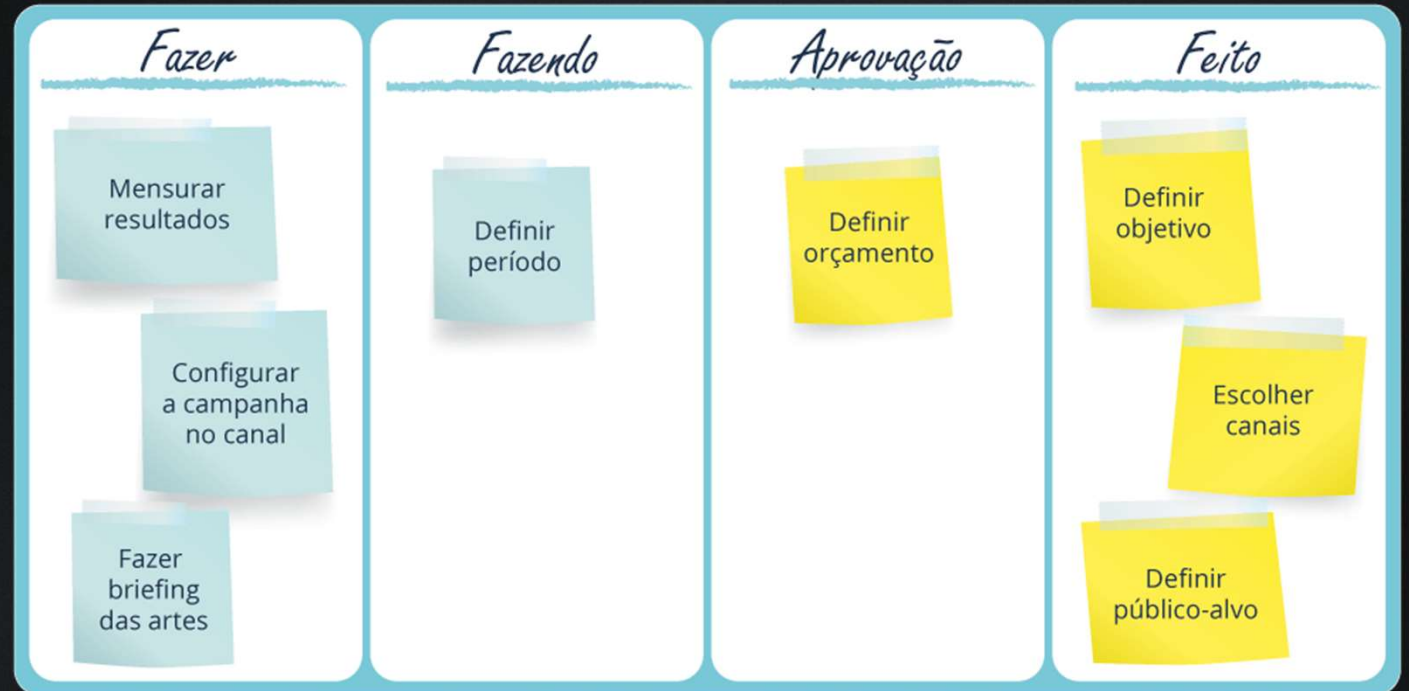 Fazer
Mensurar
resultados
Configurar
a campanha
no canal
Fazer
briefing
das artes
Fazendo
Definir
período
Aprovação
Definir
orçamento
Feito
Definir
objetivo
Escolher
canais
Definir
público-alvo